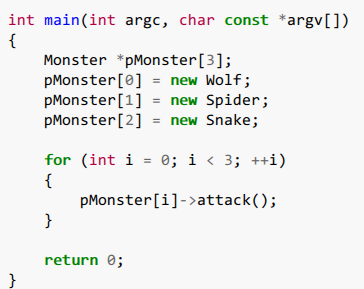 int main(int argc, char const *argv[])
{
    Monster *pMonster[3];
    pMonster[0] = new Wolf;
    pMonster[1] = new Spider;
    pMonster[2] = new Snake;

    for (int i = 0; i < 3; ++i)
    {
        pMonster[i]->attack();
    }

    return 0;
}